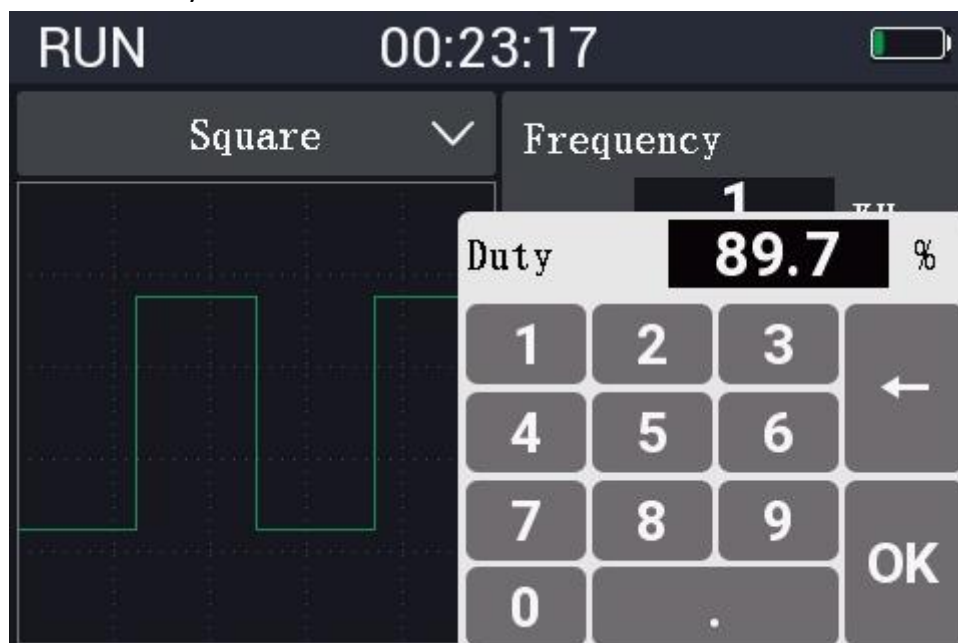 RUN 00:23:17
Square Frequency
1
Duty 89.7 %
1 2 3 ←
4 5 6
7 8 9 OK
0 .